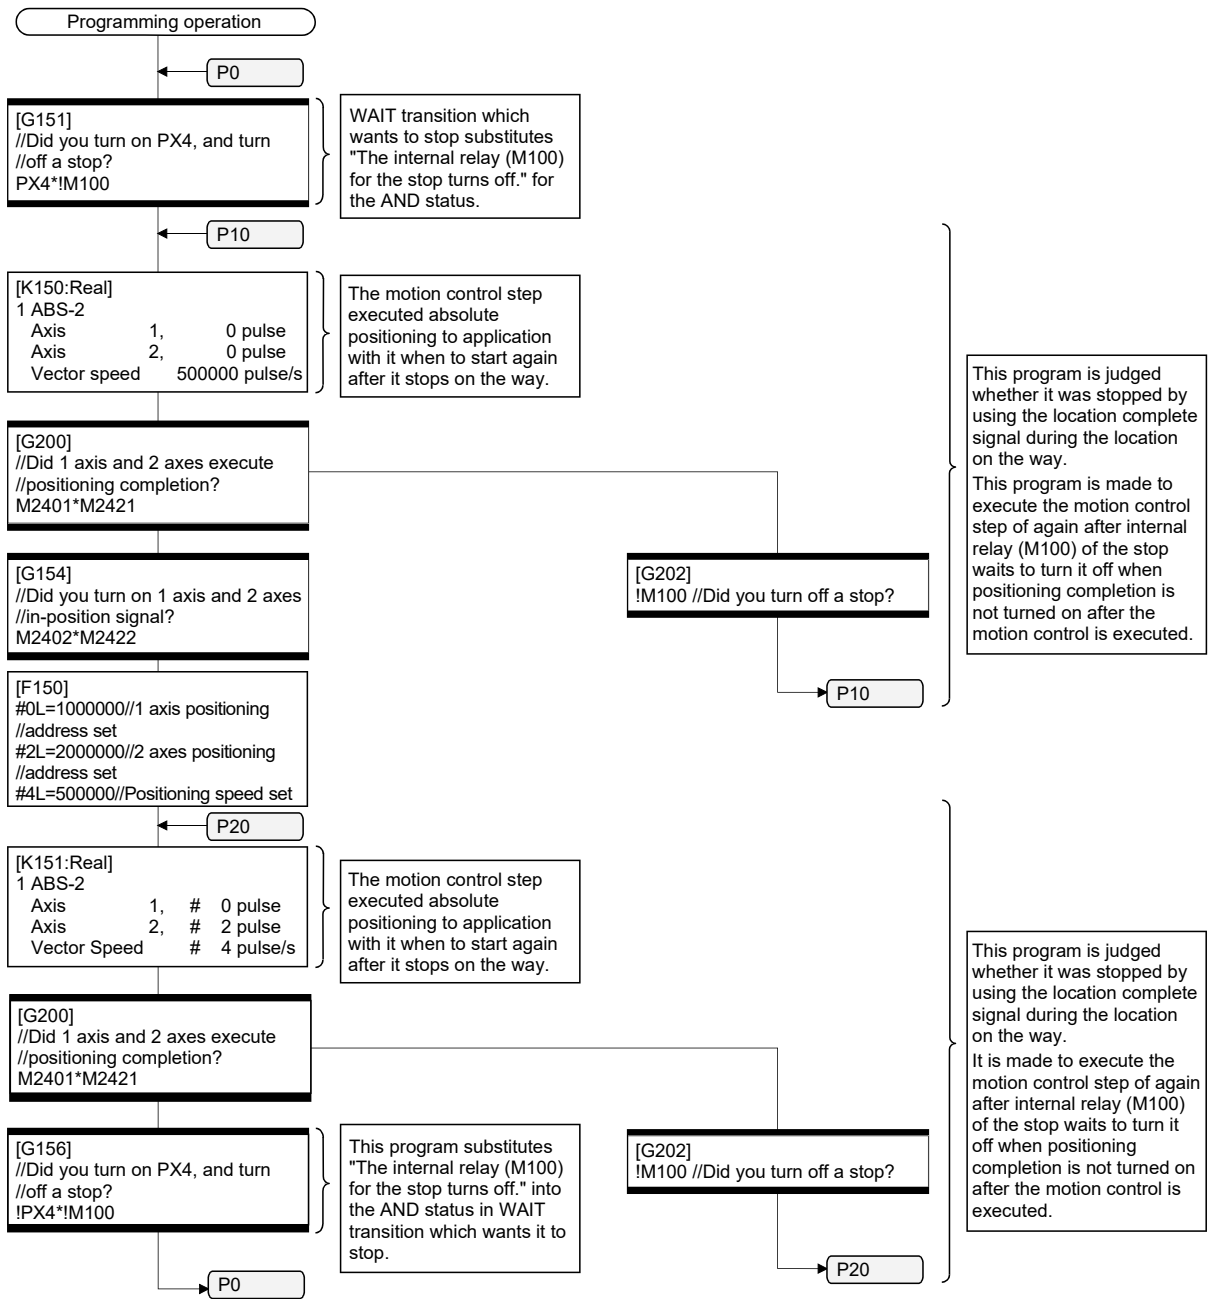 Programming operation
P0
[G151]
//Did you turn on PX4, and turn
//off a stop?
PX4*!M100
WAIT transition which
wants to stop substitutes
"The internal relay (M100)
for the stop turns off." for
the AND status.
P10
[K150:Real]
1 ABS-2
Axis 1, 0 pulse
Axis 2, 0 pulse
Vector speed 500000 pulse/s
The motion control step
executed absolute
positioning to application
with it when to start again
after it stops on the way.
[G200]
//Did 1 axis and 2 axes execute
//positioning completion?
M2401*M2421
[G154]
//Did you turn on 1 axis and 2 axes
//in-position signal?
M2402*M2422
[G202]
!M100 //Did you turn off a stop?
P10
This program is judged
whether it was stopped by
using the location complete
signal during the location
on the way.
This program is made to
execute the motion control
step of again after internal
relay (M100) of the stop
waits to turn it off when
positioning completion is
not turned on after the
motion control is executed.
[F150]
#0L=1000000//1 axis positioning
//address set
#2L=2000000//2 axes positioning
//address set
#4L=500000//Positioning speed set
P20
[K151:Real]
1 ABS-2
Axis 1, # 0 pulse
Axis 2, # 2 pulse
Vector Speed # 4 pulse/s
The motion control step
executed absolute
positioning to application
with it when to start again
after it stops on the way.
[G200]
//Did 1 axis and 2 axes execute
//positioning completion?
M2401*M2421
[G156]
//Did you turn on PX4, and turn
//off a stop?
!PX4*!M100
This program substitutes
"The internal relay (M100)
for the stop turns off." into
the AND status in WAIT
transition which wants it to
stop.
P0
[G202]
!M100 //Did you turn off a stop?
P20
This program is judged
whether it was stopped by
using the location complete
signal during the location
on the way.
It is made to execute the
motion control step of again
after internal relay (M100)
of the stop waits to turn it
off when positioning
completion is not turned on
after the motion control is
executed.